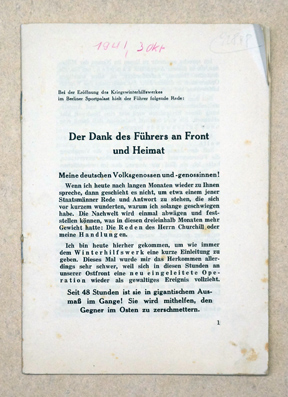 1941, 3 Okt
Bei der Eröffnung des Kriegswinterhilfswerkes
im Berliner Sportpalast hielt der Führer folgende Rede:
Der Dank des Führers an Front
und Heimat
Meine deutschen Volksgenossen und -genossinnen!
Wenn ich heute nach langen Monaten wieder zu Ihnen
spreche, dann geschieht es nicht, um etwa einem jener
Staatsmänner Rede und Antwort zu stehen, die sich
vor kurzem wunderten, warum ich solange geschwiegen
habe. Die Nachwelt wird einmal abwägen und fest-
stellen können, was in diesen dreieinhalb Monaten mehr
Gewicht hatte: Die Reden des Herrn Churchill oder
meine Handlungen.
Ich bin heute hierher gekommen, um wie immer
dem Winterhilfswerk eine kurze Einleitung zu
geben. Dieses Mal wurde mir das Herkommen aller-
dings sehr schwer, weil sich in diesen Stunden an
unserer Ostfront eine neu eingeleitete Ope-
ration wieder als gewaltiges Ereignis vollzieht.
Seit 48 Stunden ist sie in gigantischem Aus-
maß im Gange! Sie wird mithelfen, den
Gegner im Osten zu zerschmettern.
1